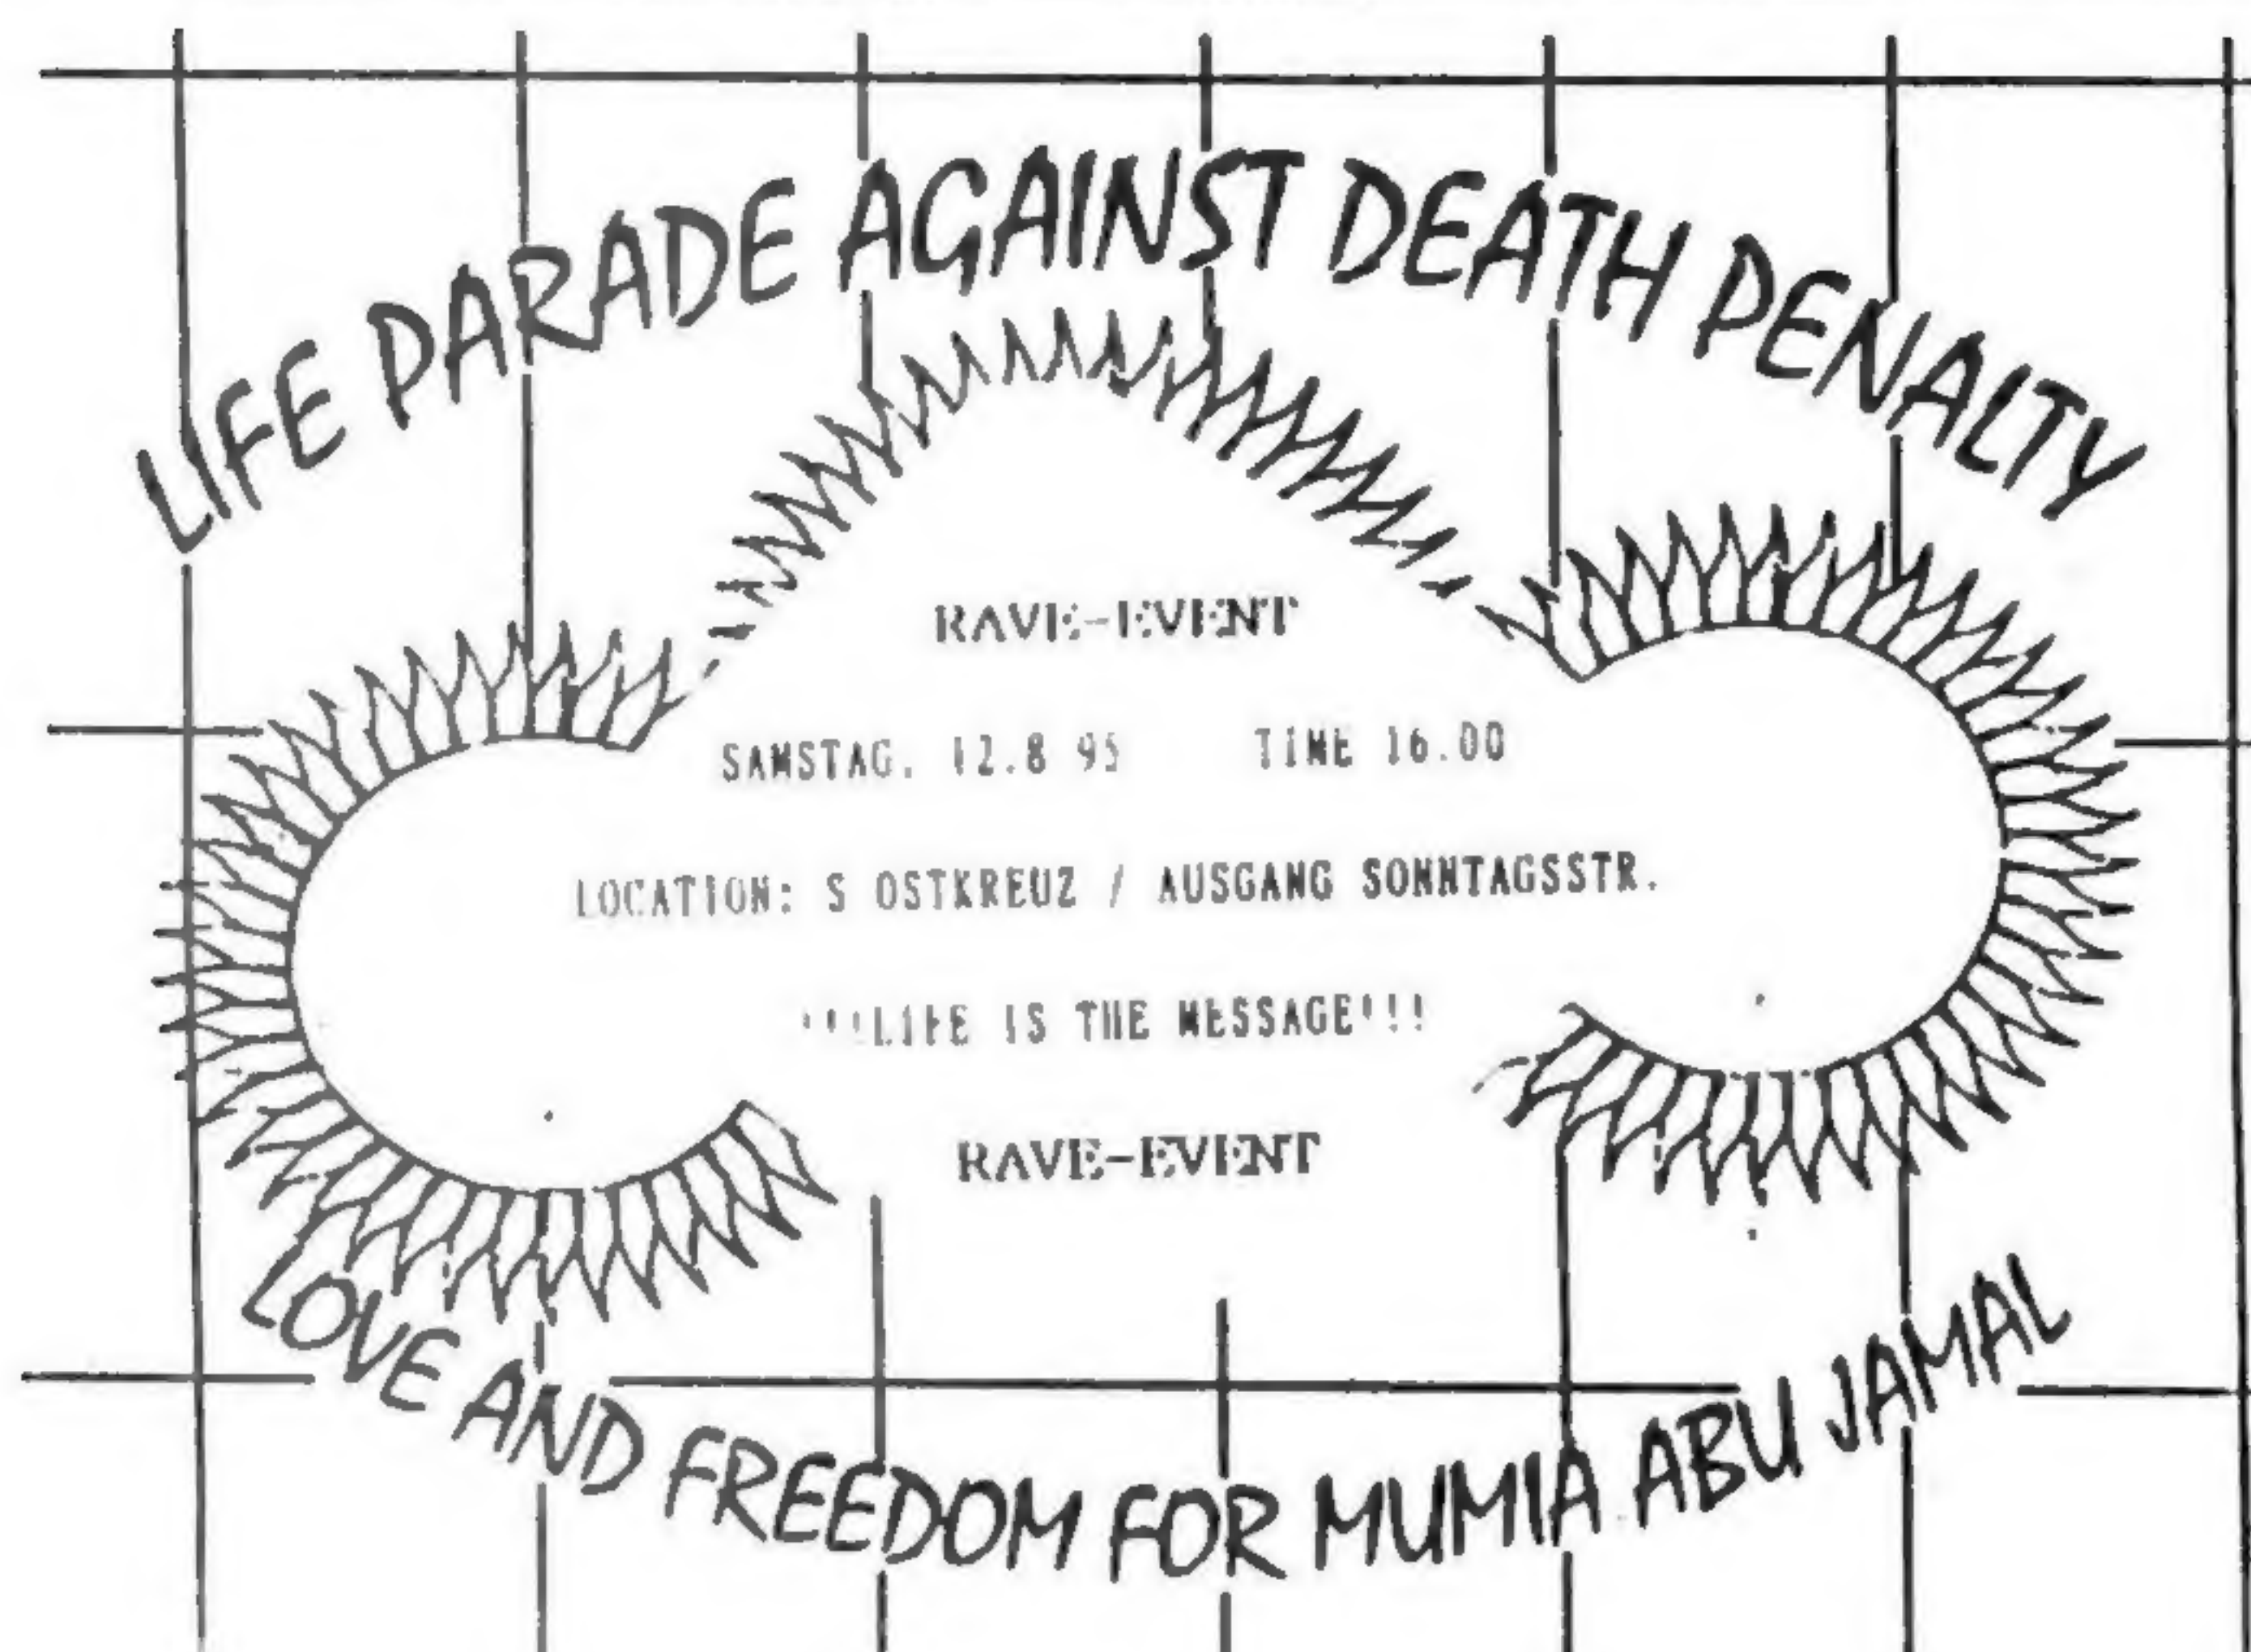 LIFE PARADE AGAINST DEATH PENALTY
RAVE-EVENT
SAMSTAG, 12.8 95 TIME 16.00
LOCATION: S OSTKREUZ / AUSGANG SONNTAGSSTR.
!!!LIFE IS THE MESSAGE!!!
RAVE-EVENT
LOVE AND FREEDOM FOR MUMIA ABU JAMAL